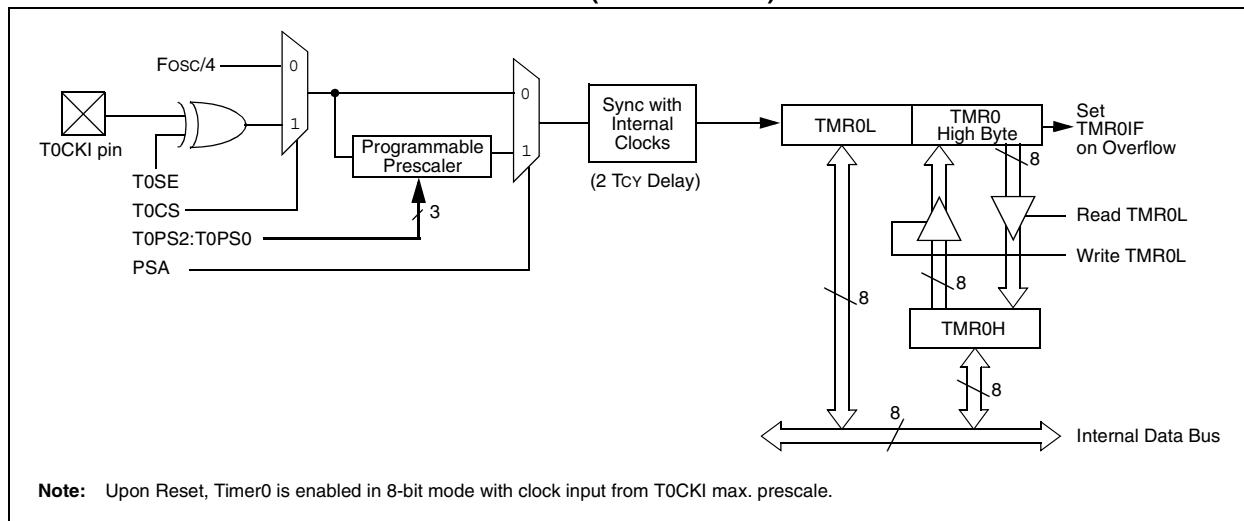 FOSC/4
T0CKI pin
T0SE
T0CS
T0PS2:T0PS0
PSA
0
1
Programmable
Prescaler
3
0
1
Sync with
Internal
Clocks
(2 TCY Delay)
TMR0L
TMR0
High Byte
Set
TMR0IF
on Overflow
8
Read TMR0L
Write TMR0L
8
8
TMR0H
8
8
Internal Data Bus
Note: Upon Reset, Timer0 is enabled in 8-bit mode with clock input from T0CKI max. prescale.